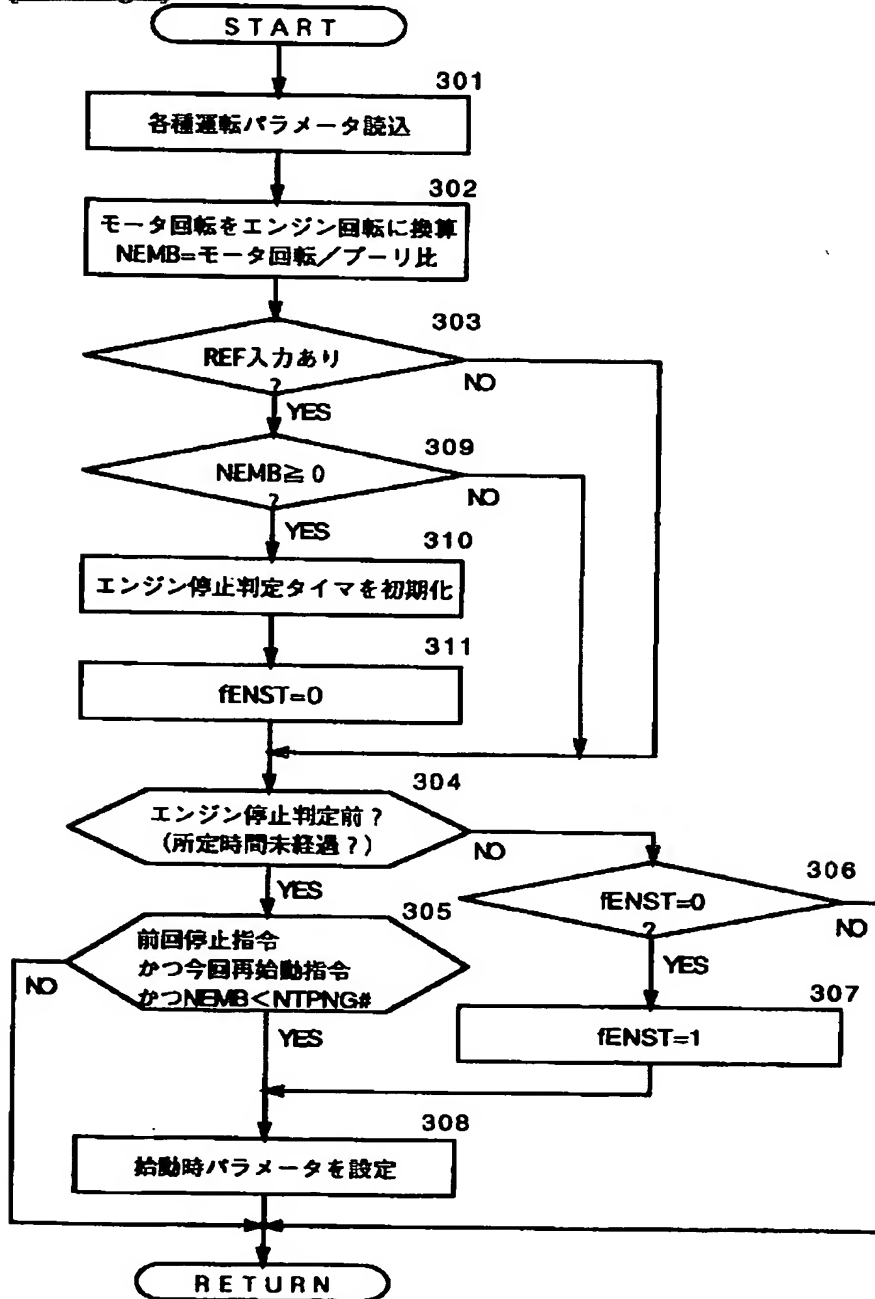 START
301
各種運転パラメータ読込
302
モータ回転をエンジン回転に換算
NEMB=モータ回転／プーリ比
303
REF入力あり
?
NO
YES
309
NEMB≧0
?
NO
YES
310
エンジン停止判定タイマを初期化
311
fENST=0
304
エンジン停止判定前？
(所定時間未経過？)
NO
YES
306
fENST=0
?
NO
YES
305
前回停止指令
かつ今回再始動指令
かつNEMB<NTPNG#
NO
YES
307
fENST=1
308
始動時パラメータを設定
RETURN